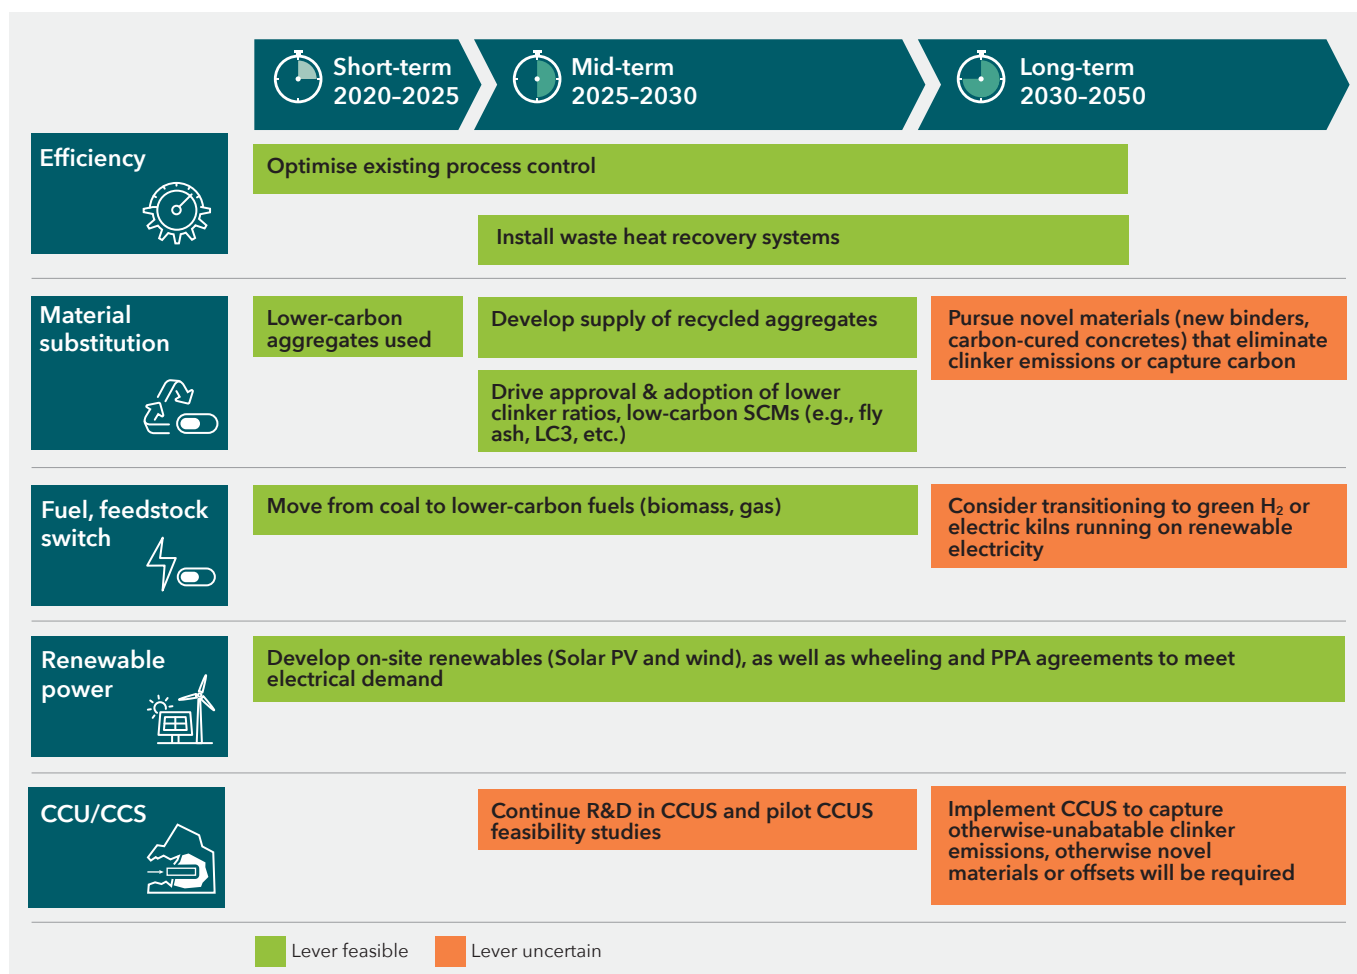 Short-term
2020–2025
Mid-term
2025–2030
Long-term
2030–2050
Efficiency
Optimise existing process control
Install waste heat recovery systems
Material
substitution
Lower-carbon
aggregates used
Develop supply of recycled aggregates
Drive approval & adoption of lower
clinker ratios, low-carbon SCMs (e.g., fly
ash, LC3, etc.)
Pursue novel materials (new binders,
carbon-cured concretes) that eliminate
clinker emissions or capture carbon
Fuel, feedstock
switch
Move from coal to lower-carbon fuels (biomass, gas)
Consider transitioning to green H₂ or
electric kilns running on renewable
electricity
Renewable
power
Develop on-site renewables (Solar PV and wind), as well as wheeling and PPA agreements to meet
electrical demand
CCU/CCS
Continue R&D in CCUS and pilot CCUS
feasibility studies
Implement CCUS to capture
otherwise-unabatable clinker
emissions, otherwise novel
materials or offsets will be required
Lever feasible
Lever uncertain